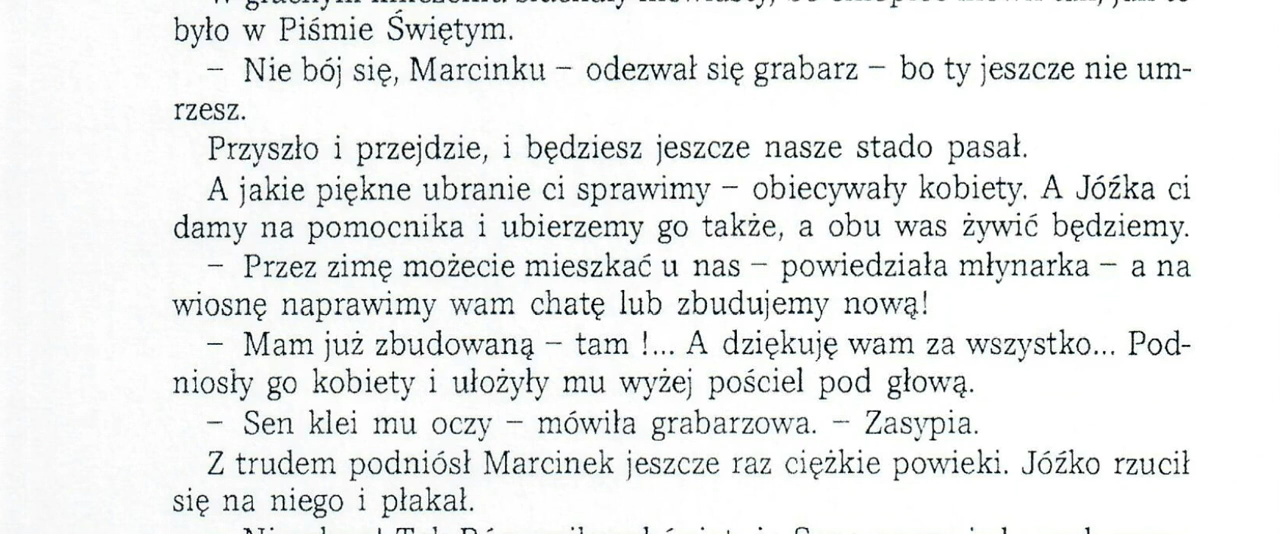 było w Piśmie Świętym.
– Nie bój się, Marcinku – odezwał się grabarz – bo ty jeszcze nie um-
rzesz.
Przyszło i przejdzie, i będziesz jeszcze nasze stado pasał.
A jakie piękne ubranie ci sprawimy – obiecywały kobiety. A Jóźka ci
damy na pomocnika i ubierzemy go także, a obu was żywić będziemy.
– Przez zimę możecie mieszkać u nas – powiedziała młynarka – a na
wiosnę naprawimy wam chatę lub zbudujemy nową!
– Mam już zbudowaną – tam !... A dziękuję wam za wszystko... Pod-
niosły go kobiety i ułożyły mu wyżej pościel pod głową.
– Sen klei mu oczy – mówiła grabarzowa. – Zasypia.
Z trudem podniósł Marcinek jeszcze raz ciężkie powieki. Jóźko rzucił
się na niego i płakał.